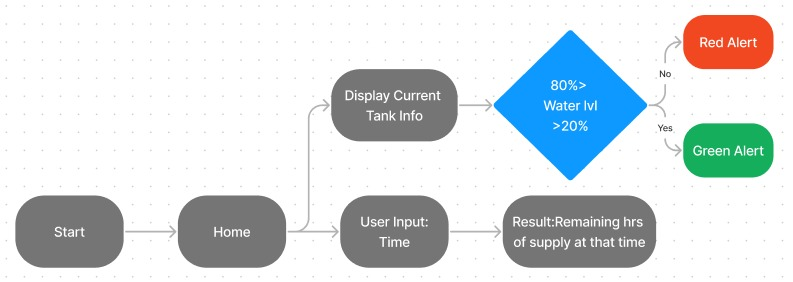 Start
Home
Display Current
Tank Info
80%>
Water lvl
>20%
No
Red Alert
Yes
Green Alert
User Input:
Time
Result:Remaining hrs
of supply at that time